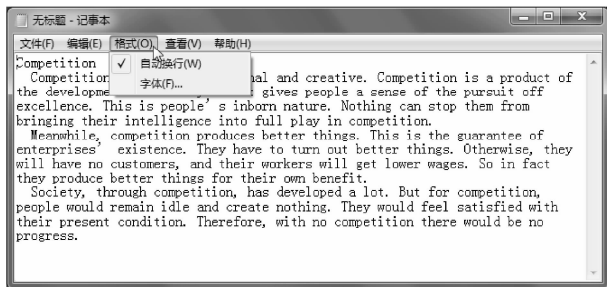 无标题 - 记事本
文件(F) 编辑(E) 格式(O) 查看(V) 帮助(H)
自动换行(W)
字体(F)...
Competition
Competition nal and creative. Competition is a product of
the developme gives people a sense of the pursuit off
excellence. This is people's inborn nature. Nothing can stop them from
bringing their intelligence into full play in competition.
Meanwhile, competition produces better things. This is the guarantee of
enterprises' existence. They have to turn out better things. Otherwise, they
will have no customers, and their workers will get lower wages. So in fact
they produce better things for their own benefit.
Society, through competition, has developed a lot. But for competition,
people would remain idle and create nothing. They would feel satisfied with
their present condition. Therefore, with no competition there would be no
progress.